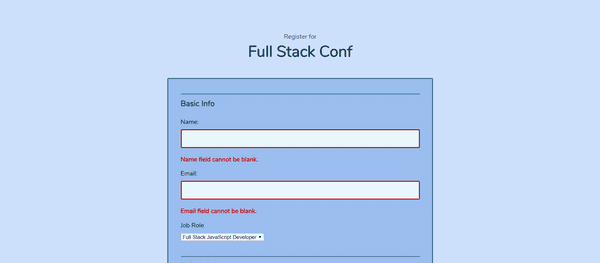 Register for
Full Stack Conf
Basic Info
Name:
Name field cannot be blank.
Email:
Email field cannot be blank.
Job Role
Full Stack JavaScript Developer